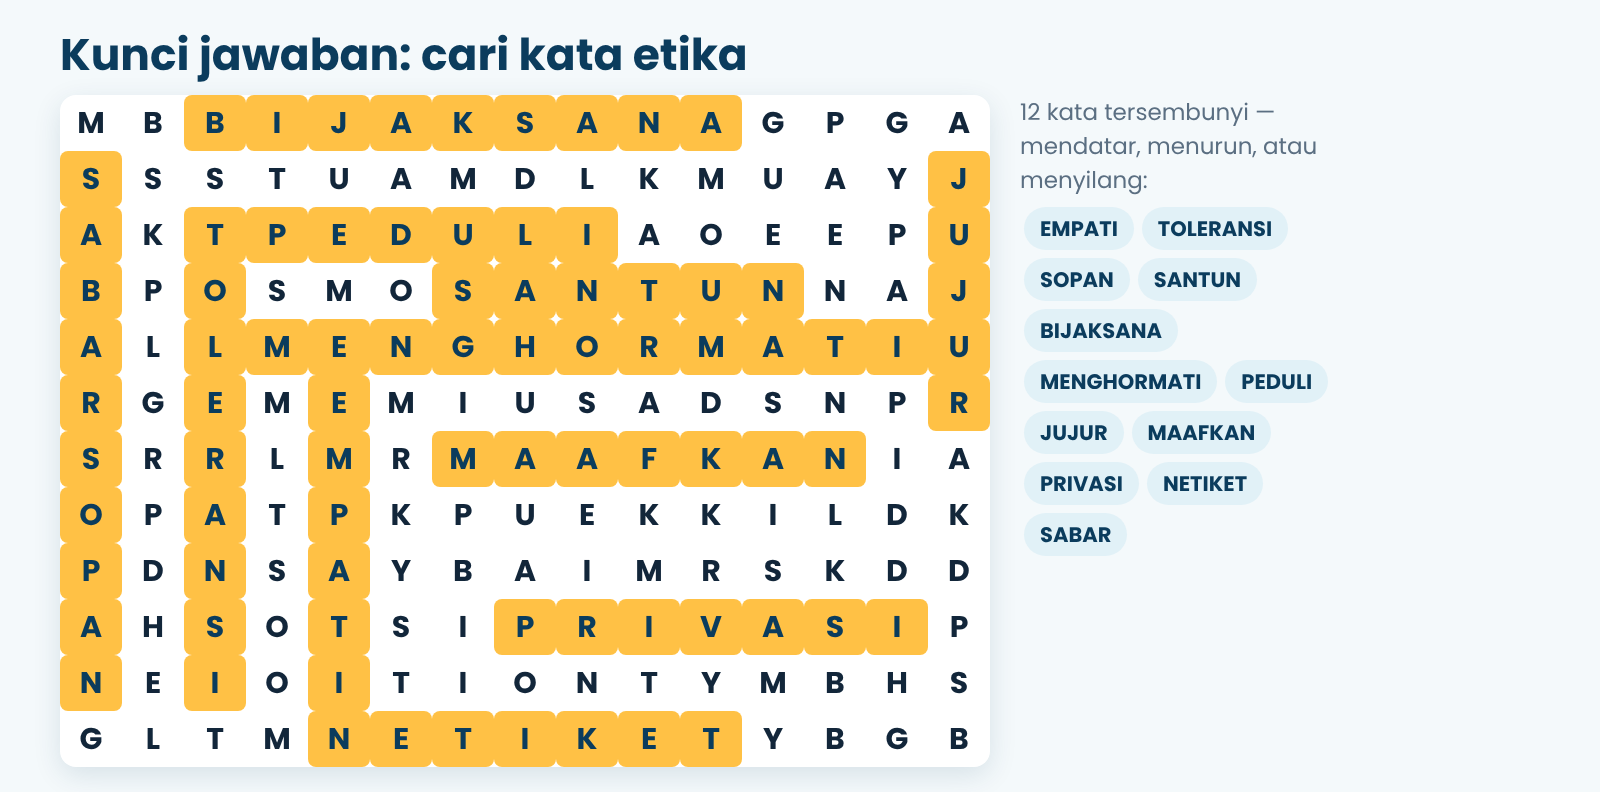 Kunci jawaban: cari kata etika
M B B I J A K S A N A G P G A
S S S T U A M D L K M U A Y J
A K T P E D U L I A O E E P U
B P O S M O S A N T U N N A J
A L L M E N G H O R M A T I U
R G E M E M I U S A D S N P R
S R R L M R M A A F K A N I A
O P A T P K P U E K K I L D K
P D N S A Y B A I M R S K D D
A H S O T S I P R I V A S I P
N E I O I T I O N T Y M B H S
G L T M N E T I K E T Y B G B
12 kata tersembunyi —
mendatar, menurun, atau
menyilang:
EMPATI TOLERANSI
SOPAN SANTUN
BIJAKSANA
MENGHORMATI PEDULI
JUJUR MAAFKAN
PRIVASI NETIKET
SABAR